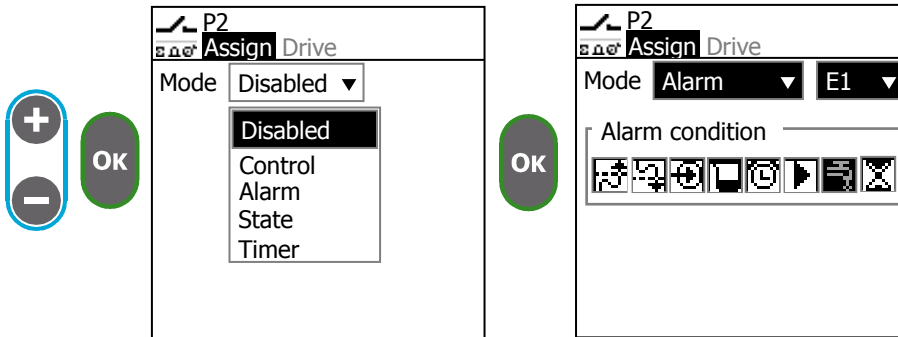 P2
Assign Drive
Mode Disabled ▼
Disabled
Control
Alarm
State
Timer
+
−
OK
OK
P2
Assign Drive
Mode Alarm ▼ E1 ▼
Alarm condition